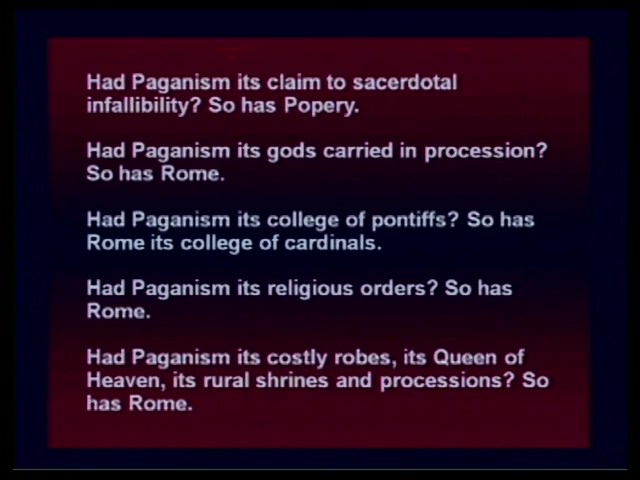 Had Paganism its claim to sacerdotal
infallibility? So has Popery.
Had Paganism its gods carried in procession?
So has Rome.
Had Paganism its college of pontiffs? So has
Rome its college of cardinals.
Had Paganism its religious orders? So has
Rome.
Had Paganism its costly robes, its Queen of
Heaven, its rural shrines and processions? So
has Rome.